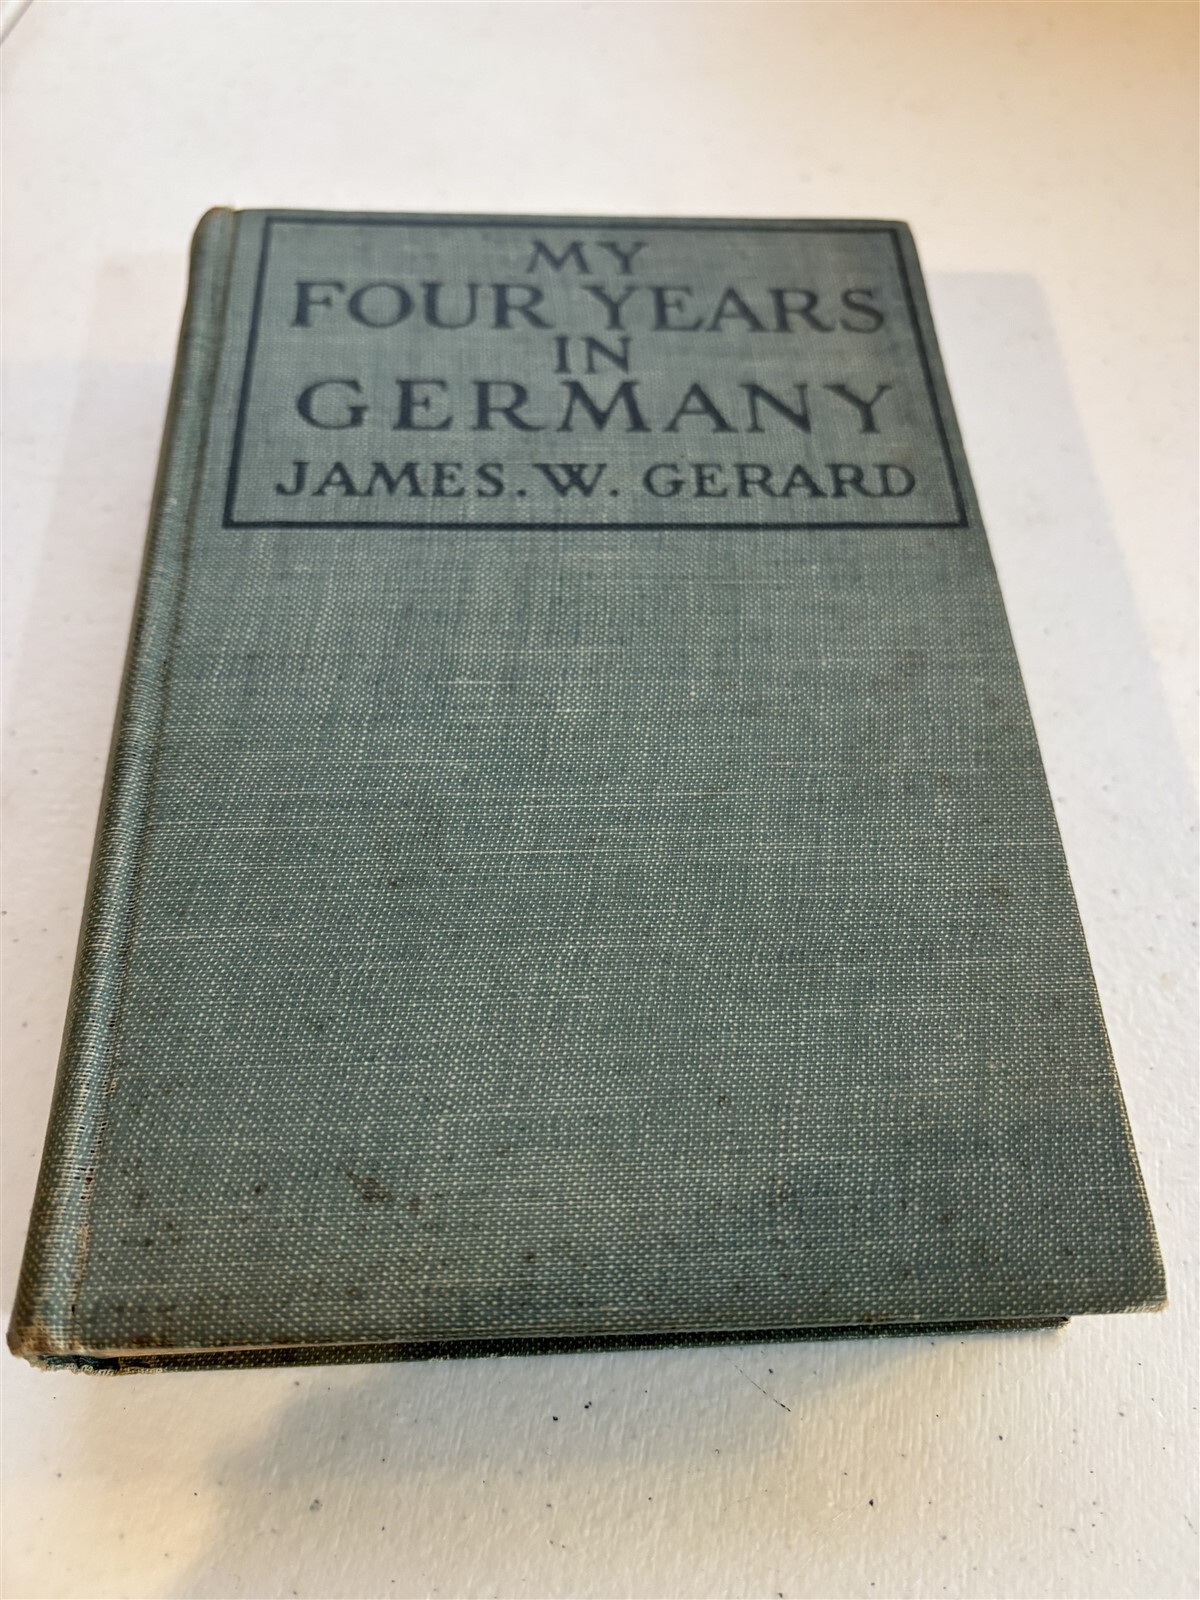 MY
FOUR YEARS
IN
GERMANY
JAMES. W. GERARD